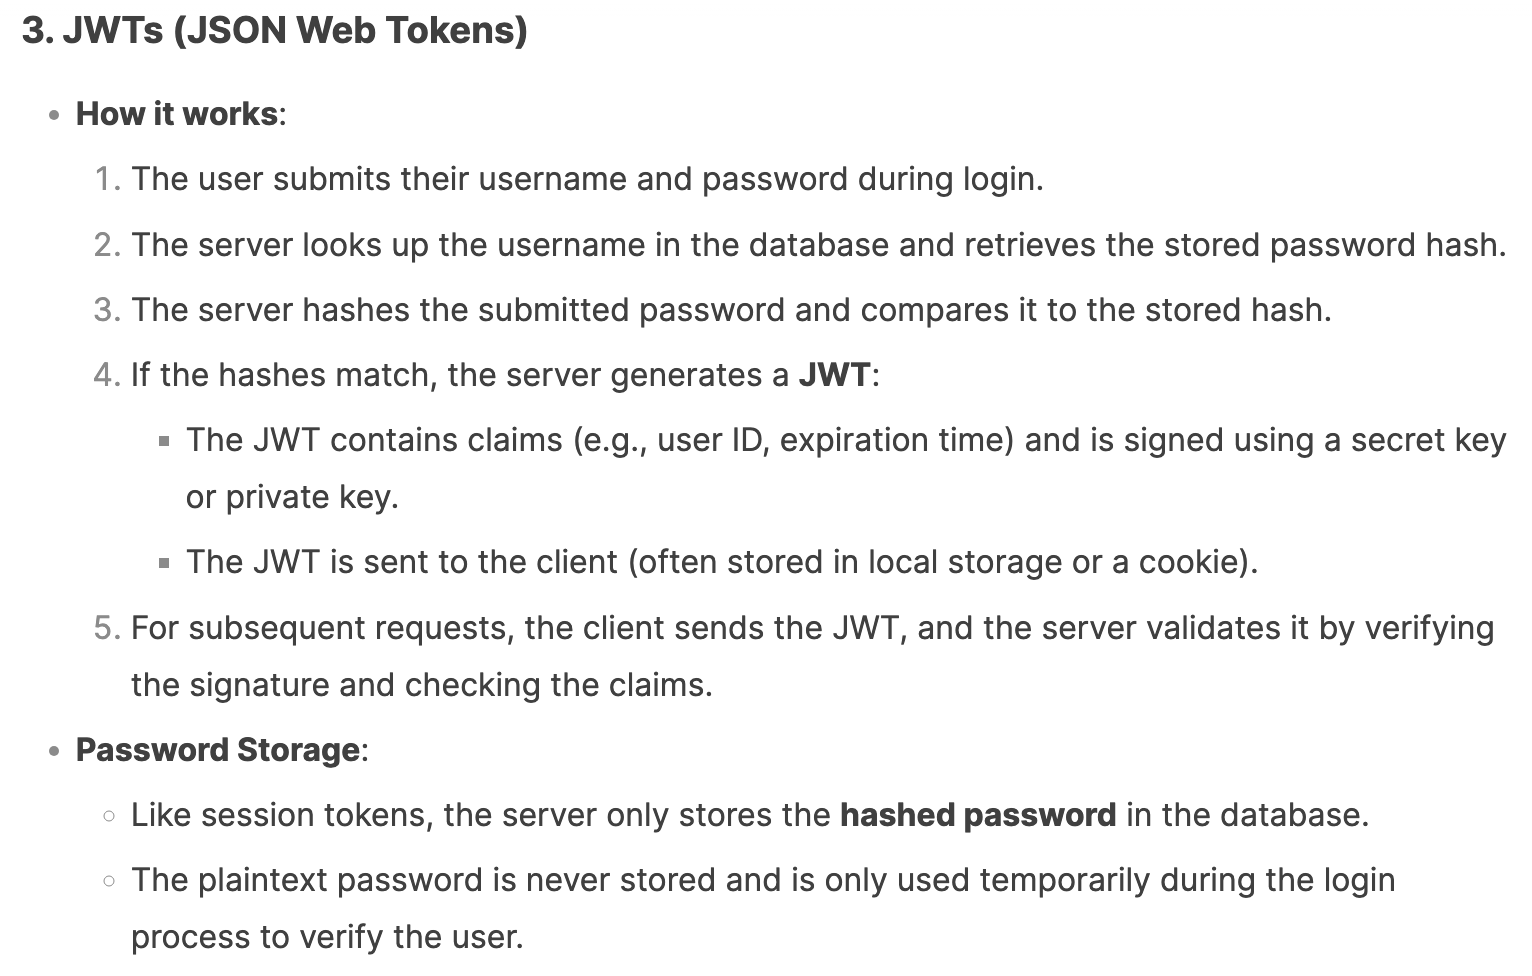 3. JWTs (JSON Web Tokens)
• How it works:
1. The user submits their username and password during login.
2. The server looks up the username in the database and retrieves the stored password hash.
3. The server hashes the submitted password and compares it to the stored hash.
4. If the hashes match, the server generates a JWT:
▪ The JWT contains claims (e.g., user ID, expiration time) and is signed using a secret key
or private key.
▪ The JWT is sent to the client (often stored in local storage or a cookie).
5. For subsequent requests, the client sends the JWT, and the server validates it by verifying
the signature and checking the claims.
• Password Storage:
◦ Like session tokens, the server only stores the hashed password in the database.
◦ The plaintext password is never stored and is only used temporarily during the login
process to verify the user.